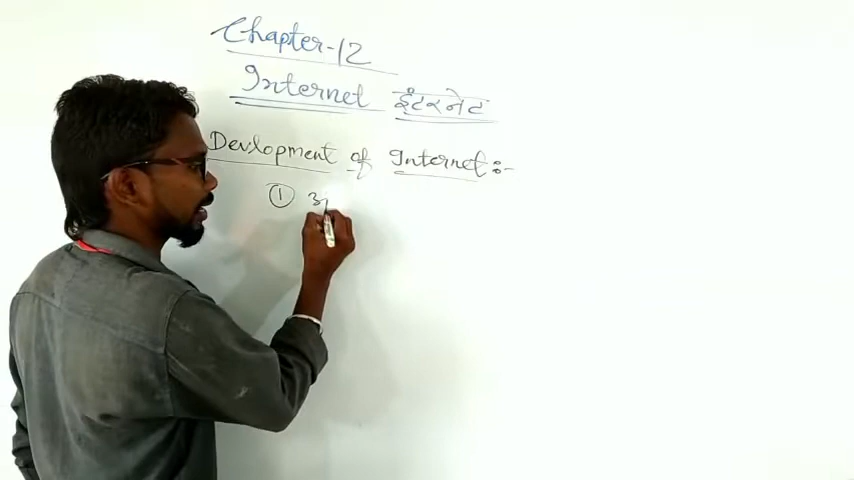 Chapter-12
Internet इंटरनेट
Devlopment of Internet:-
① उ